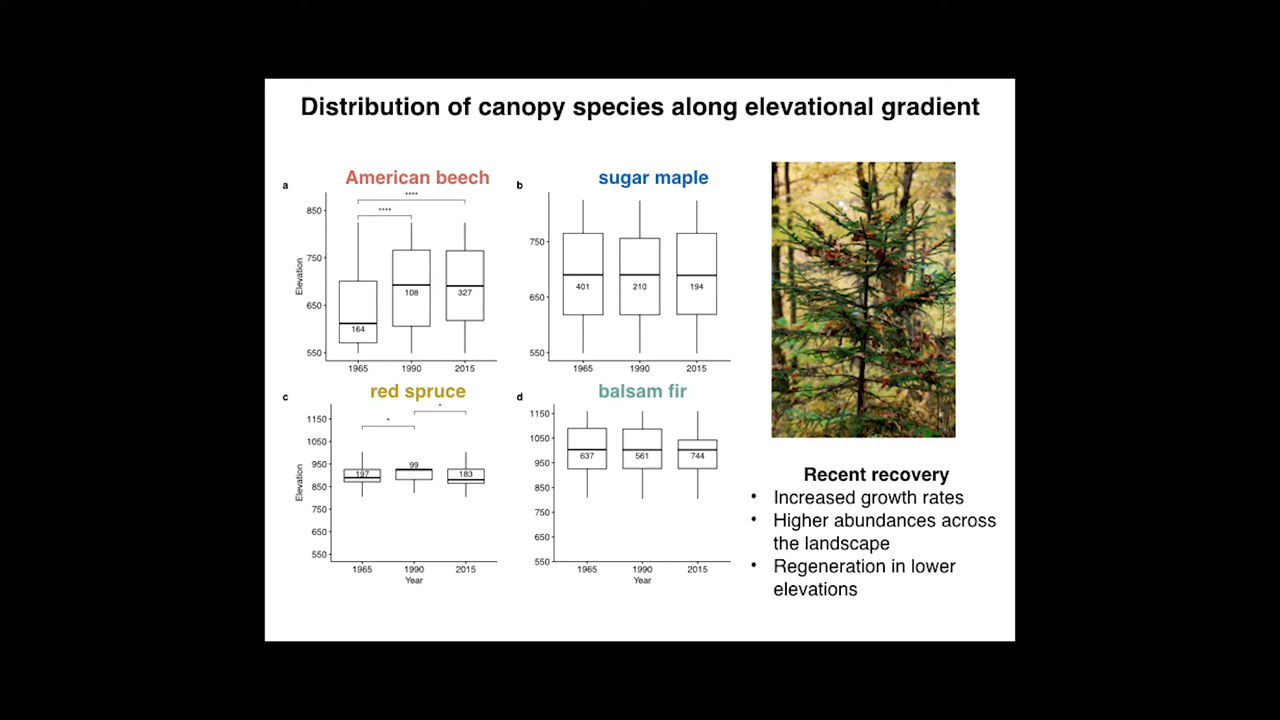 Distribution of canopy species along elevational gradient
a
American beech
****
****
850
750
650
550
Elevation
164
108
327
1965
1990
2015
b
sugar maple
750
650
550
401
210
194
1965
1990
2015
c
red spruce
*
*
1150
1050
950
850
750
650
550
Elevation
197
99
183
1965
1990
2015
Year
d
balsam fir
1150
1050
950
850
750
650
550
637
561
744
1965
1990
2015
Year
Recent recovery
• Increased growth rates
• Higher abundances across
the landscape
• Regeneration in lower
elevations